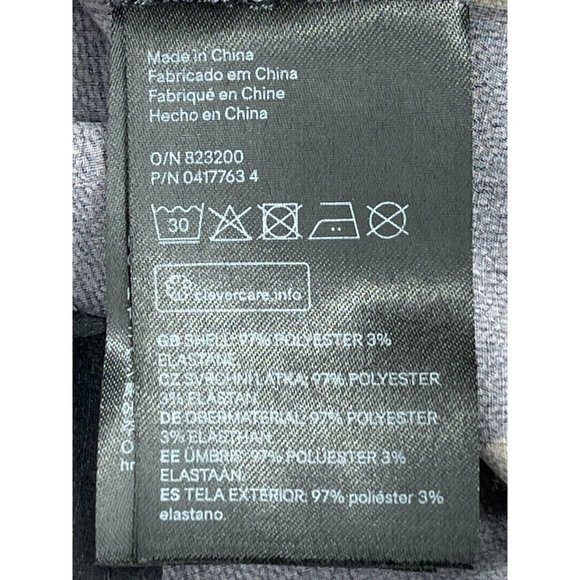 Made in China
Fabricado em China
Fabriqué en Chine
Hecho en China
O/N 823200
P/N 0417763 4
30
clevercare.info
GB SHELL: 97% POLYESTER 3%
ELASTANE
CZ SVRCHNI LÁTKA: 97% POLYESTER
3% ELASTAN
DE OBERMATERIAL: 97% POLYESTER
3% ELASTHAN.
EE ÜMBRIS: 97% POLÜESTER 3%
ELASTAAN.
ES TELA EXTERIOR: 97% poliéster 3%
elastano.